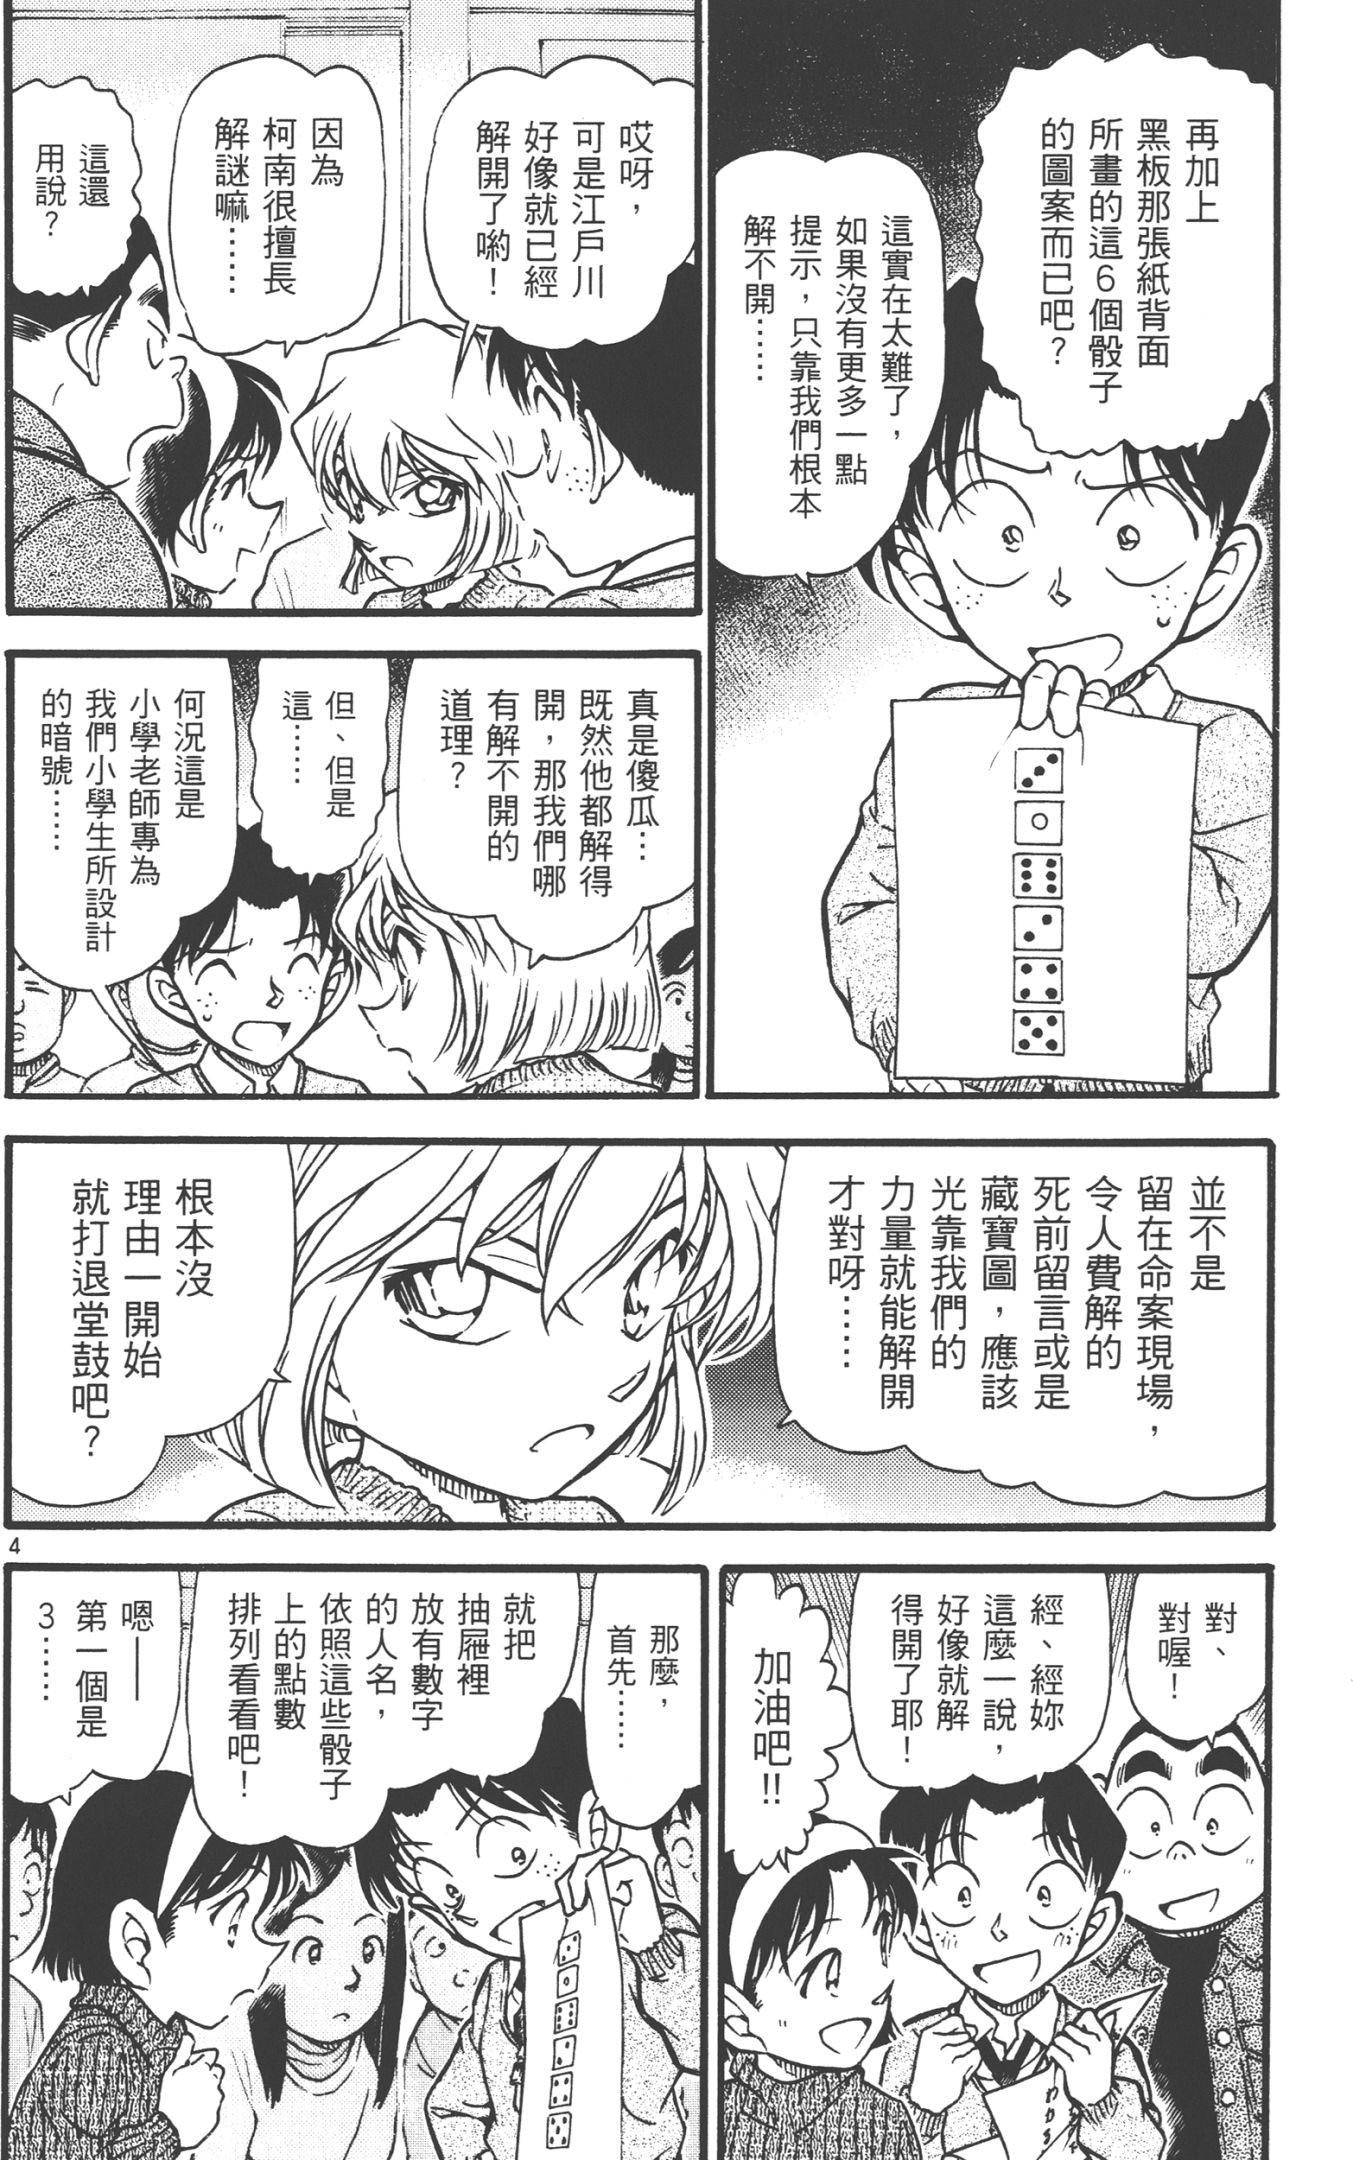 再加上
黑板那張紙背面
所畫的這6個骰子
的圖案而已吧？
這實在太難了，
如果沒有更多一點
提示，只靠我們根本
解不開……
哎呀，
可是江戶川
好像就已經
解開了喲！
因為
柯南很擅長
解謎嘛……
這還
用說？
真是傻瓜…
既然他都解得
開，那我們哪
有解不開的
道理？
但、但是
這……
何況這是
小學老師專為
我們小學生所設計
的暗號……
並不是
留在命案現場，
令人費解的
死前留言或是
藏寶圖，應該
光靠我們的
力量就能解開
才對呀……
根本沒
理由一開始
就打退堂鼓吧？
4
對、
對喔！
經、經妳
這麼一說，
好像就解
得開了耶！
加油吧!!
那麼，
首先……
就把
抽屜裡
放有數字
的人名，
依照這些骰子
上的點數
排列看看吧！
嗯——
第一個是
3……